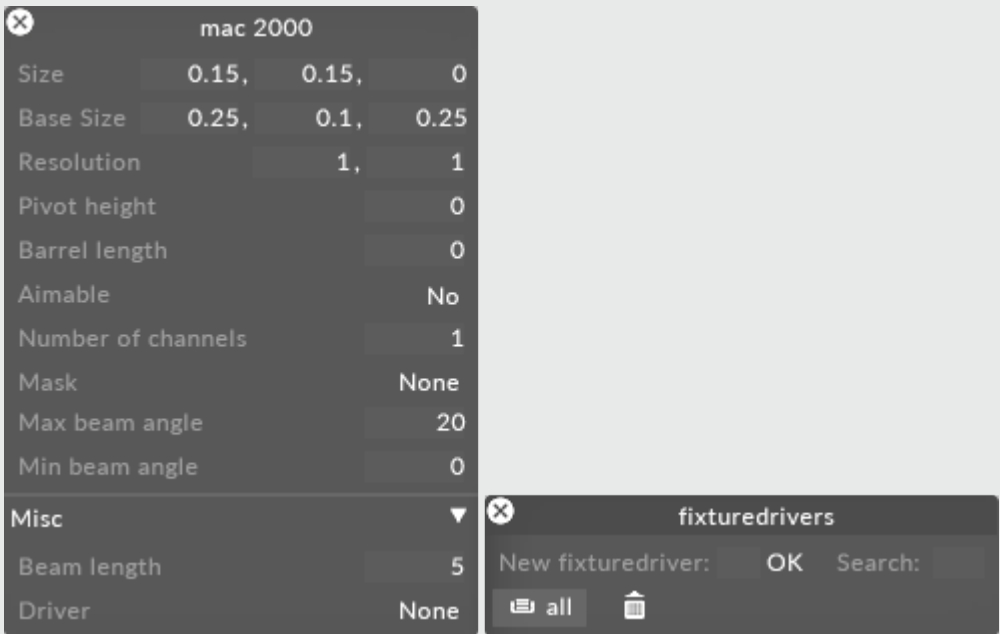 mac 2000
Size 0.15, 0.15, 0
Base Size 0.25, 0.1, 0.25
Resolution 1, 1
Pivot height 0
Barrel length 0
Aimable No
Number of channels 1
Mask None
Max beam angle 20
Min beam angle 0
Misc
Beam length 5
Driver None
fixturedrivers
New fixturedriver: OK Search:
all